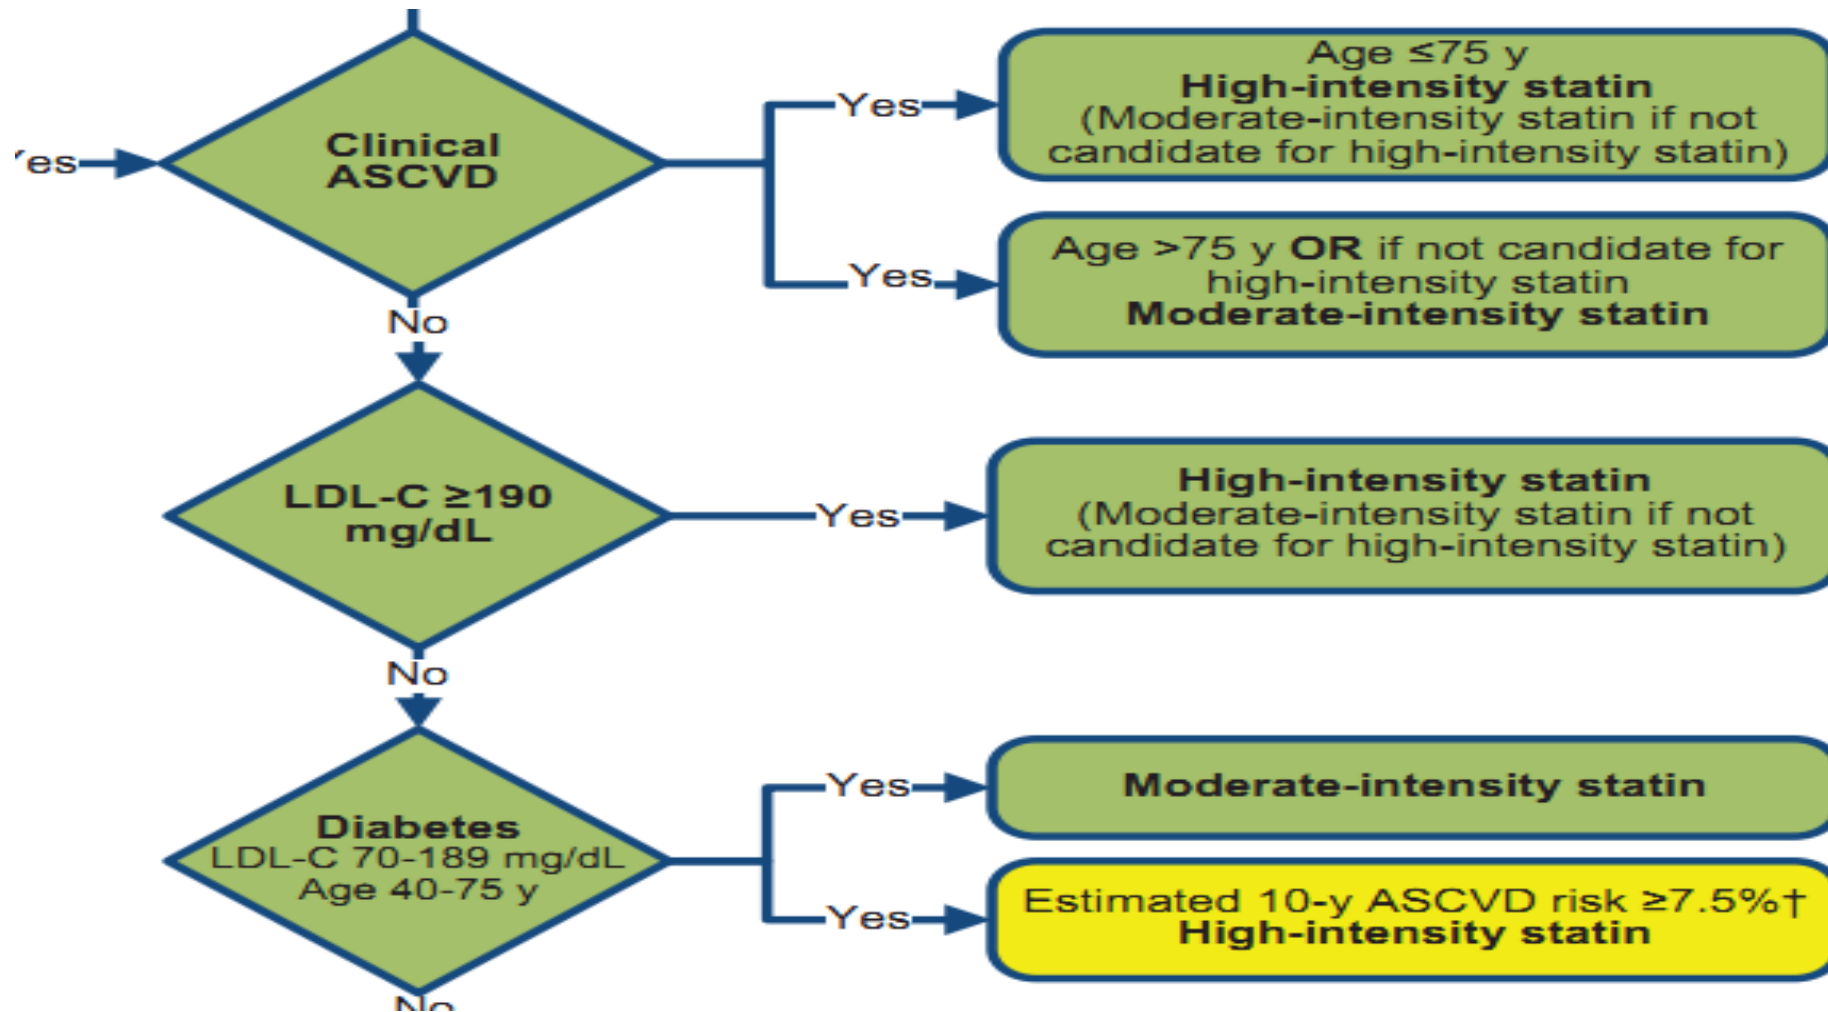 Clinical
ASCVD
Yes
Age ≤75 y
High-intensity statin
(Moderate-intensity statin if not
candidate for high-intensity statin)
Yes
Age >75 y OR if not candidate for
high-intensity statin
Moderate-intensity statin
No
LDL-C ≥190
mg/dL
Yes
High-intensity statin
(Moderate-intensity statin if not
candidate for high-intensity statin)
No
Diabetes
LDL-C 70-189 mg/dL
Age 40-75 y
Yes
Moderate-intensity statin
Yes
Estimated 10-y ASCVD risk ≥7.5%†
High-intensity statin
No